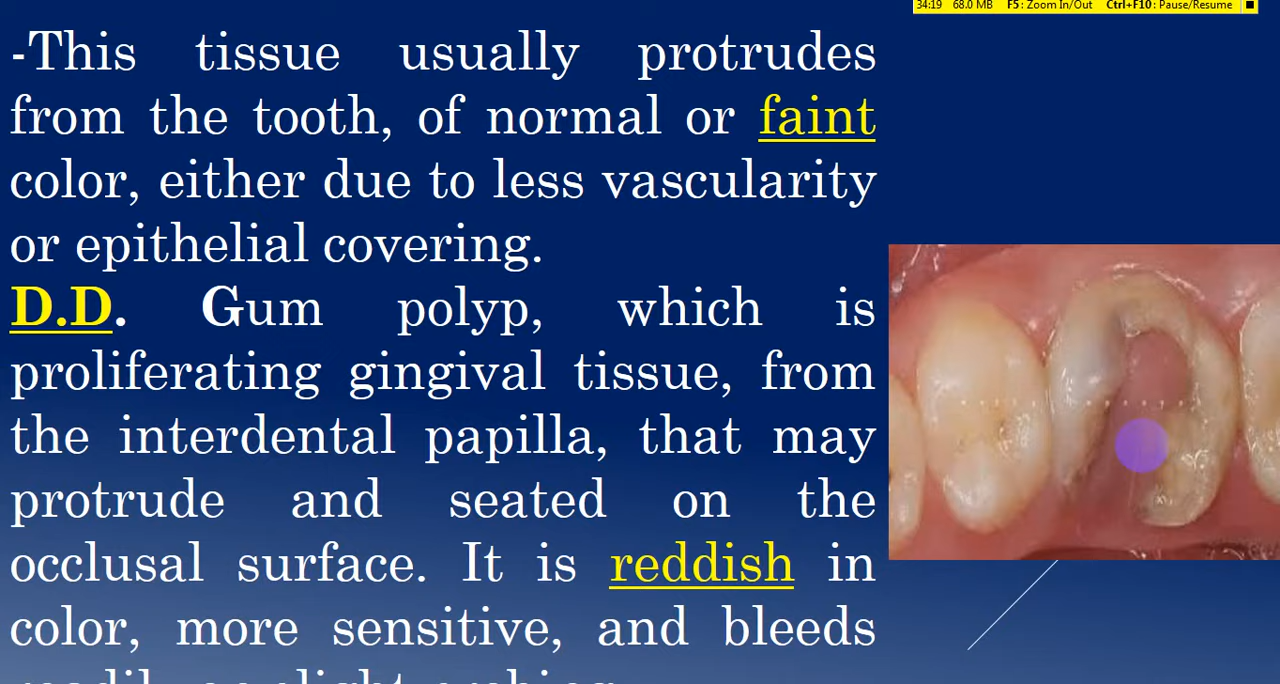 34:19 68.0 MB F5: Zoom In/Out Ctrl+F10: Pause/Resume
-This tissue usually protrudes
from the tooth, of normal or faint
color, either due to less vascularity
or epithelial covering.
D.D. Gum polyp, which is
proliferating gingival tissue, from
the interdental papilla, that may
protrude and seated on the
occlusal surface. It is reddish in
color, more sensitive, and bleeds